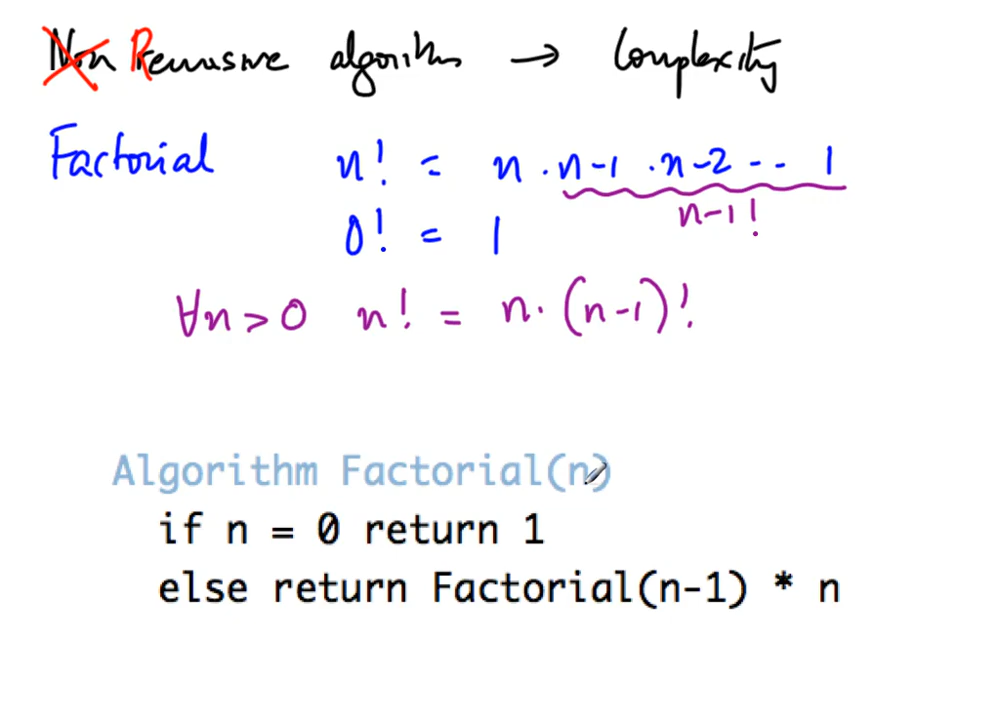 Non Recursive algorithm → Complexity
Factorial n! = n . n-1 . n-2 -- 1
n-1!
0! = 1
∀n > 0 n! = n. (n-1)!
Algorithm Factorial(n)
if n = 0 return 1
else return Factorial(n-1) * n